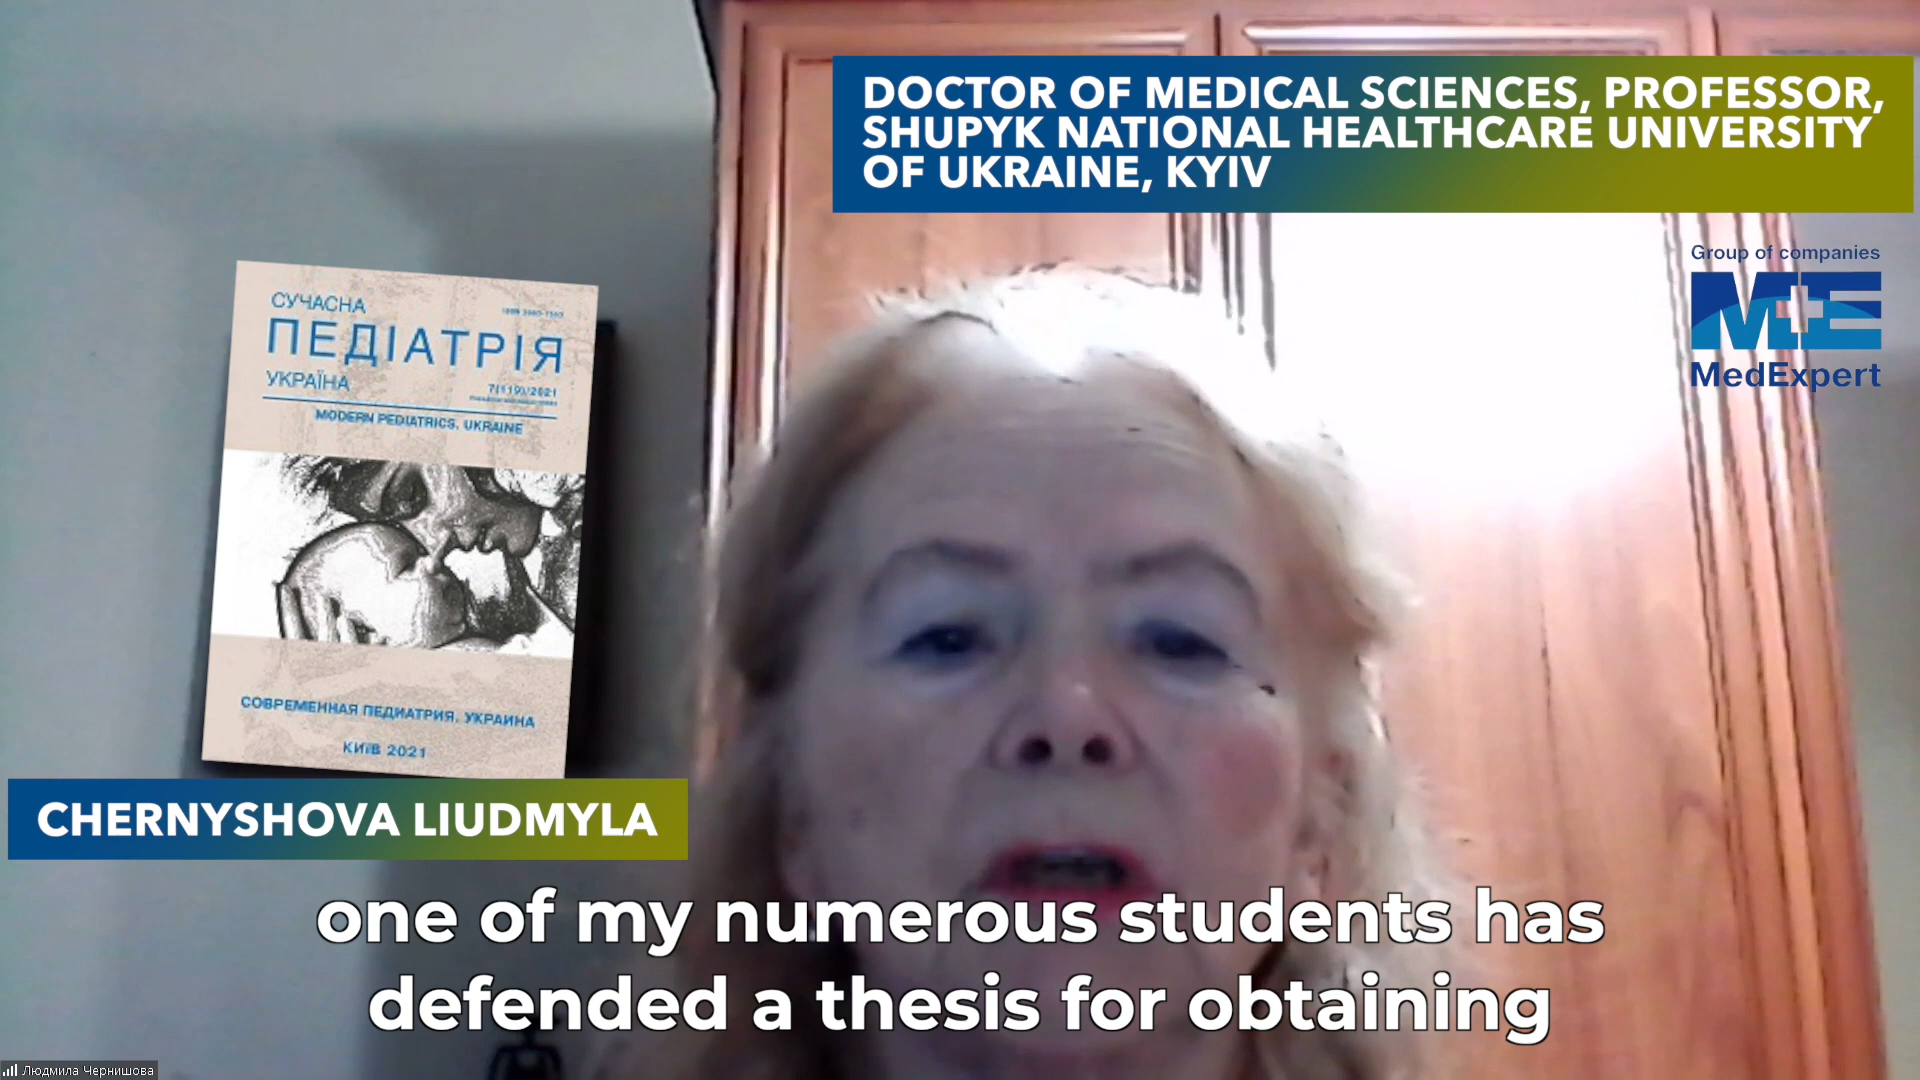 DOCTOR OF MEDICAL SCIENCES, PROFESSOR,
SHUPYK NATIONAL HEALTHCARE UNIVERSITY
OF UKRAINE, KYIV
Group of companies
ME
MedExpert
СУЧАСНА
ПЕДІАТРІЯ
УКРАЇНА
7(119)/2021
MODERN PEDIATRICS. UKRAINE
СОВРЕМЕННАЯ ПЕДИАТРИЯ. УКРАИНА
КИЇВ 2021
CHERNYSHOVA LIUDMYLA
one of my numerous students has
defended a thesis for obtaining
Людмила Чернишова